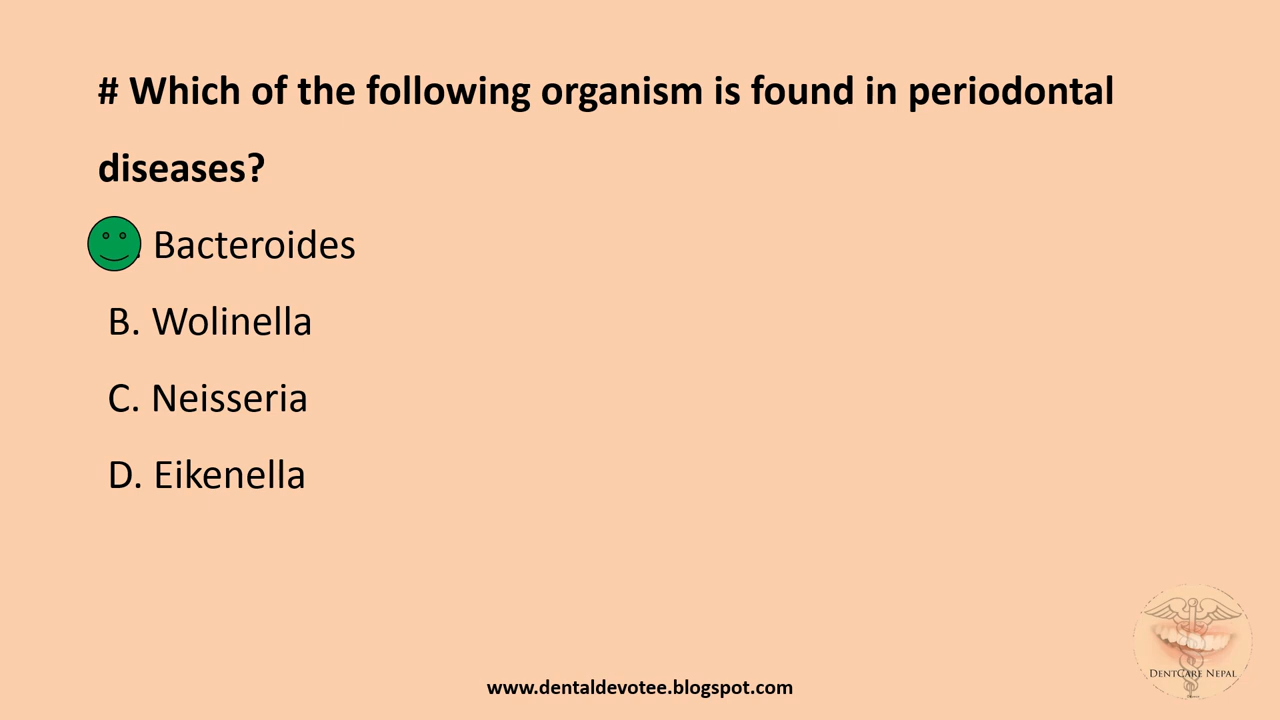 # Which of the following organism is found in periodontal
diseases?
. Bacteroides
B. Wolinella
C. Neisseria
D. Eikenella
DentCare Nepal
www.dentaldevotee.blogspot.com